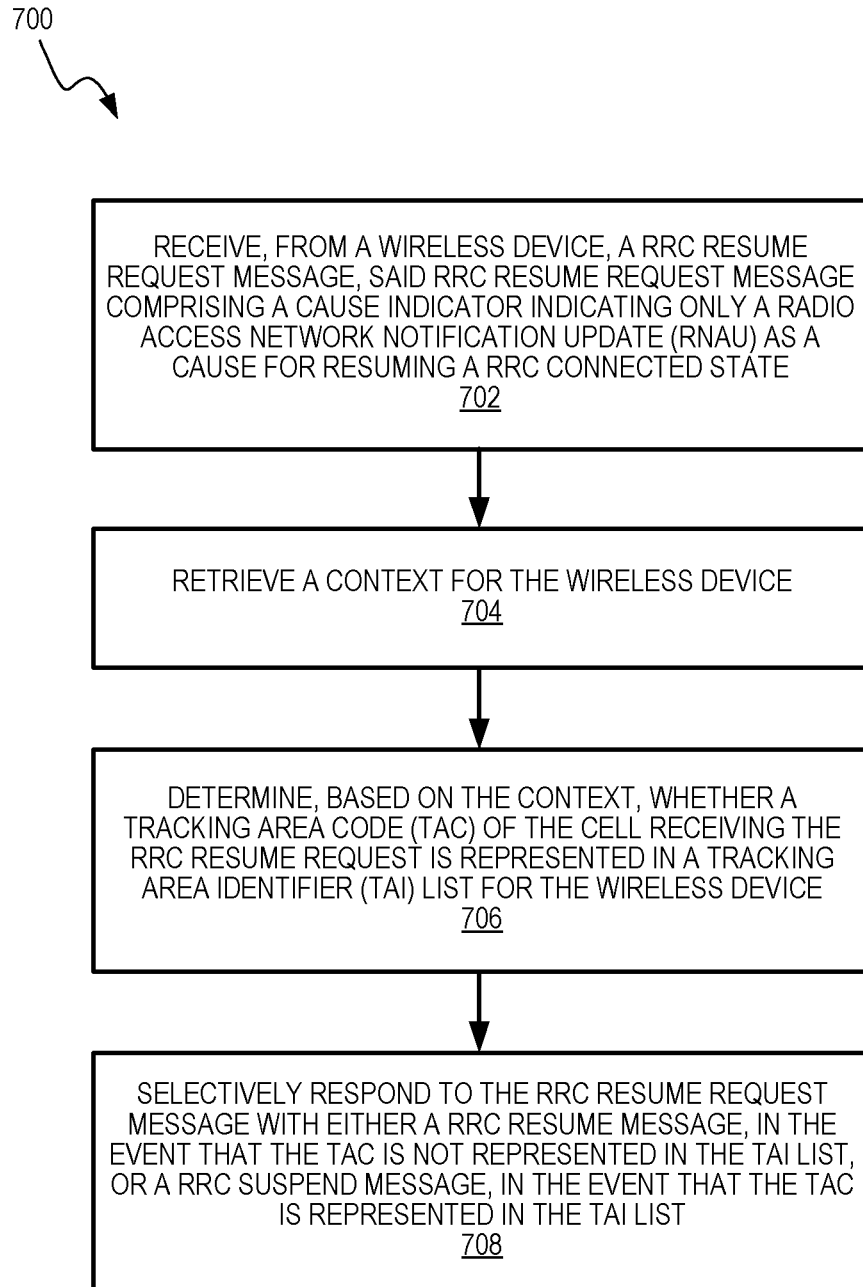 700
RECEIVE, FROM A WIRELESS DEVICE, A RRC RESUME
REQUEST MESSAGE, SAID RRC RESUME REQUEST MESSAGE
COMPRISING A CAUSE INDICATOR INDICATING ONLY A RADIO
ACCESS NETWORK NOTIFICATION UPDATE (RNAU) AS A
CAUSE FOR RESUMING A RRC CONNECTED STATE
702
RETRIEVE A CONTEXT FOR THE WIRELESS DEVICE
704
DETERMINE, BASED ON THE CONTEXT, WHETHER A
TRACKING AREA CODE (TAC) OF THE CELL RECEIVING THE
RRC RESUME REQUEST IS REPRESENTED IN A TRACKING
AREA IDENTIFIER (TAI) LIST FOR THE WIRELESS DEVICE
706
SELECTIVELY RESPOND TO THE RRC RESUME REQUEST
MESSAGE WITH EITHER A RRC RESUME MESSAGE, IN THE
EVENT THAT THE TAC IS NOT REPRESENTED IN THE TAI LIST,
OR A RRC SUSPEND MESSAGE, IN THE EVENT THAT THE TAC
IS REPRESENTED IN THE TAI LIST
708